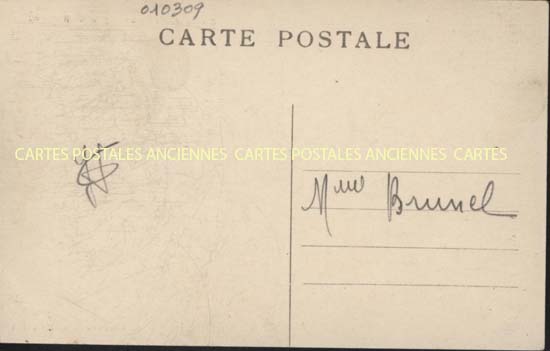 010309
CARTE POSTALE
CARTES POSTALES ANCIENNES CARTES POSTALES ANCIENNES CARTES
Mme Brunel